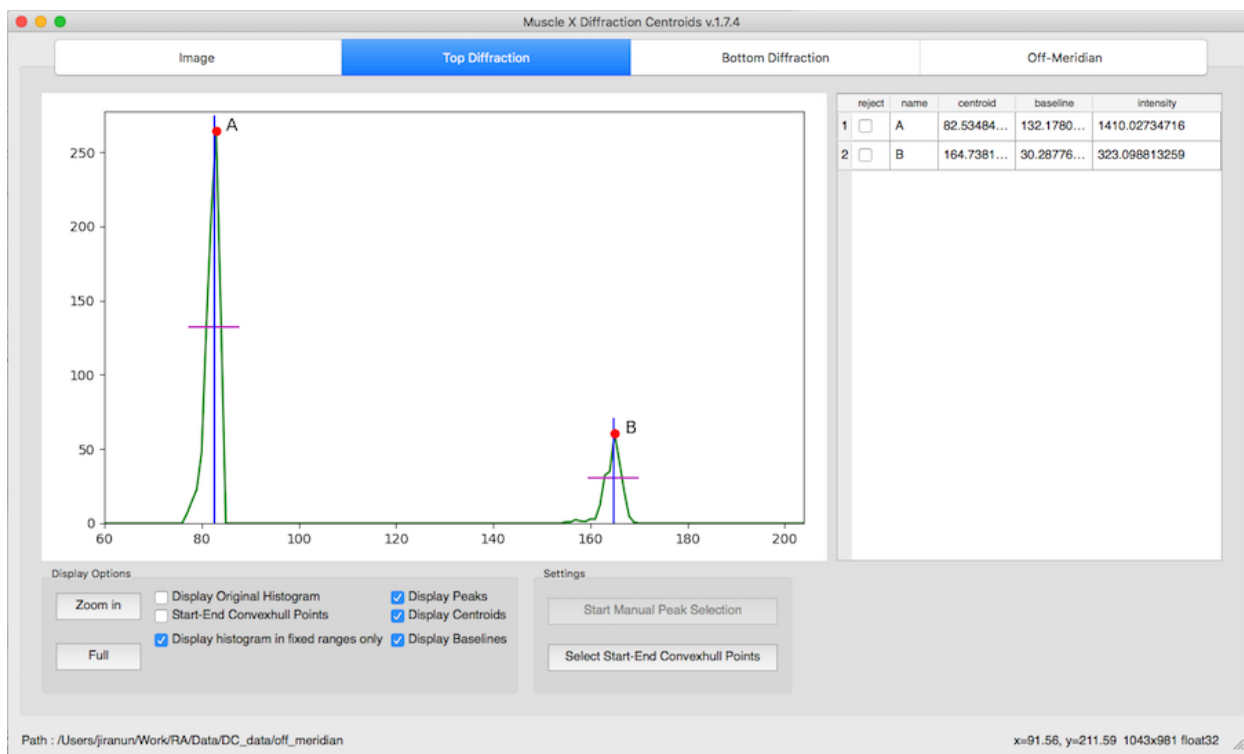 Muscle X Diffraction Centroids v.1.7.4
Image Top Diffraction Bottom Diffraction Off-Meridian
A
B
250
200
150
100
50
0
60 80 100 120 140 160 180 200
reject name centroid baseline intensity
1 A 82.53484... 132.1780... 1410.02734716
2 B 164.7381... 30.28776... 323.098813259
Display Options
Zoom in
Full
Display Original Histogram
Start-End Convexhull Points
Display histogram in fixed ranges only
Display Peaks
Display Centroids
Display Baselines
Settings
Start Manual Peak Selection
Select Start-End Convexhull Points
Path : /Users/jiranun/Work/RA/Data/DC_data/off_meridian
x=91.56, y=211.59 1043x981 float32